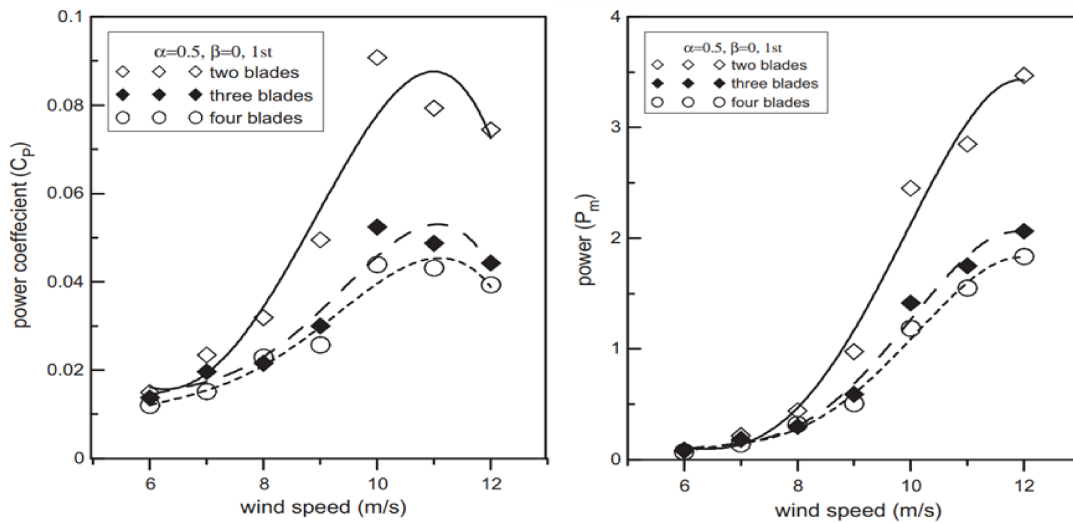 0.1
0.08
0.06
0.04
0.02
0
power coeffecient (C_P)
α=0.5, β=0, 1st
two blades
three blades
four blades
6
8
10
12
wind speed (m/s)
4
3
2
1
0
power (P_m)
α=0.5, β=0, 1st
two blades
three blades
four blades
6
8
10
12
wind speed (m/s)